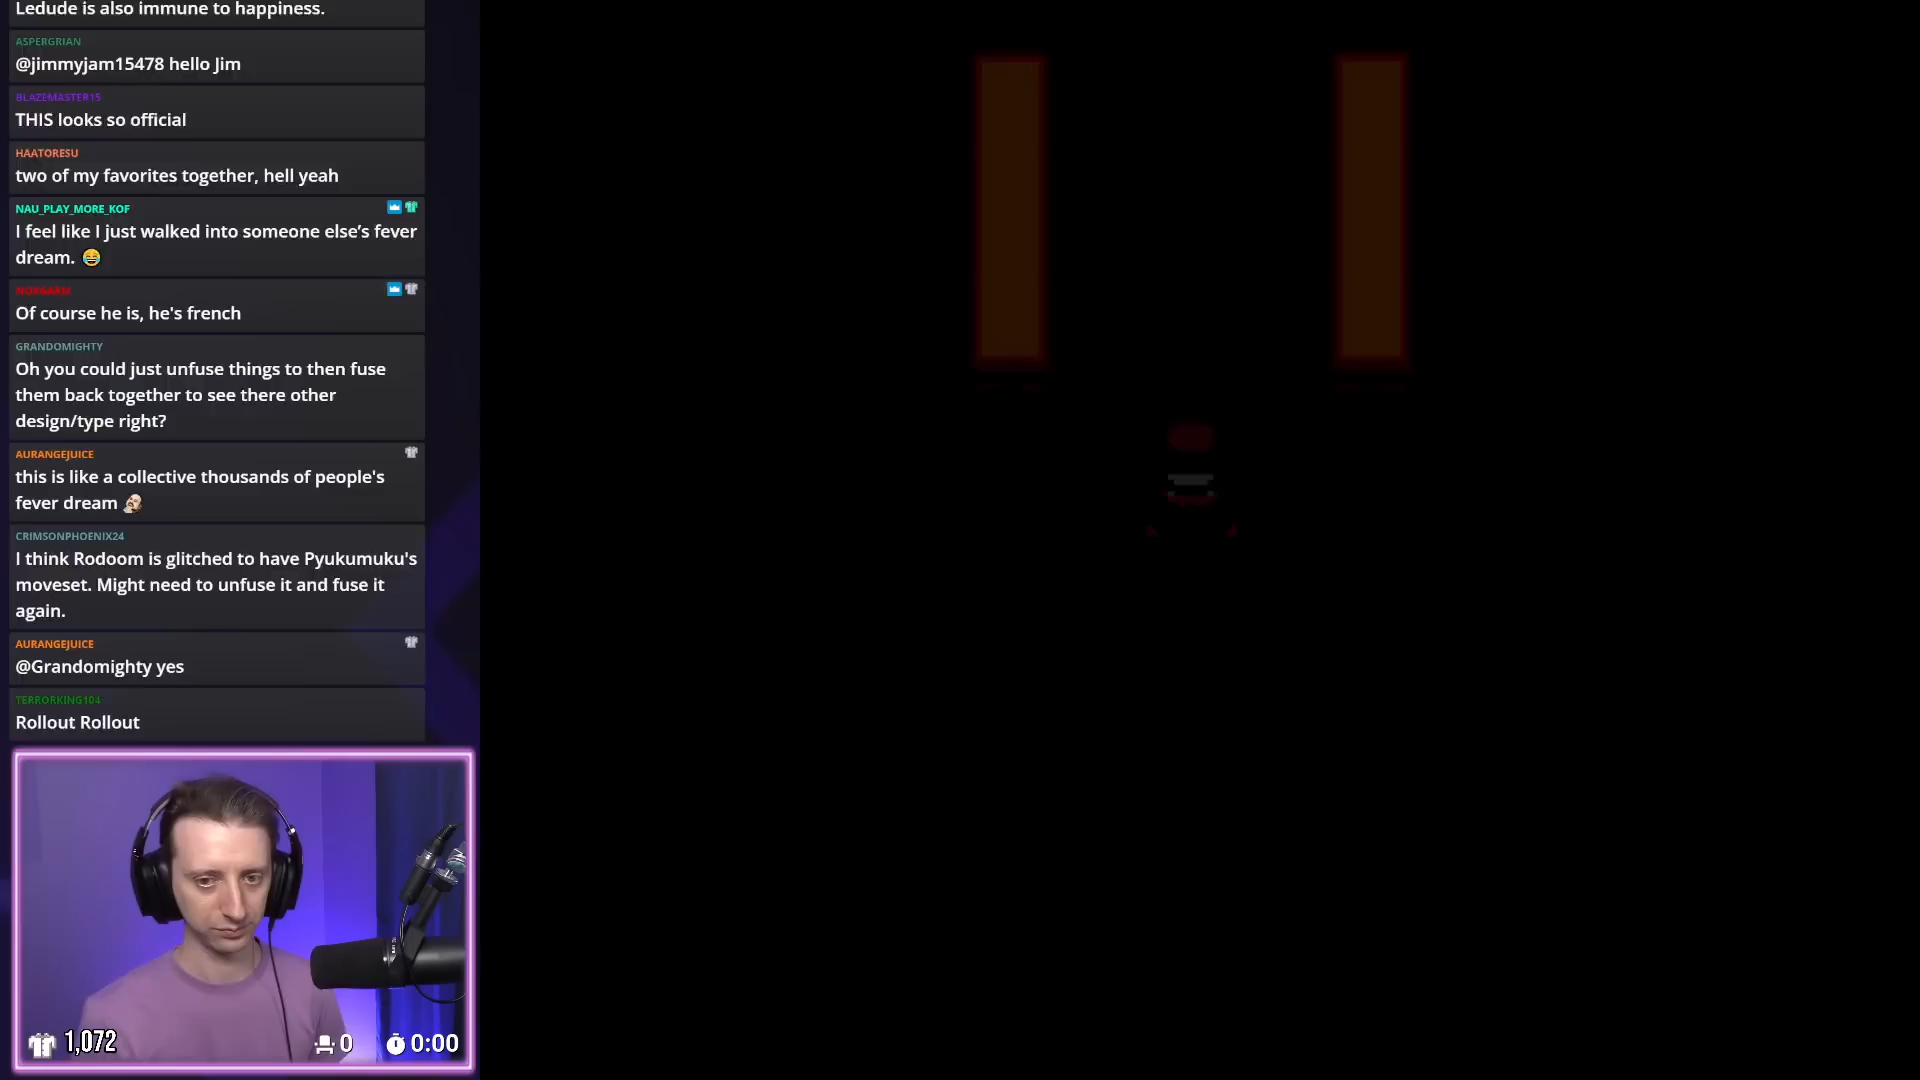 Ledude is also immune to happiness.
ASPERGRIAN
@jimmyjam15478 hello Jim
BLAZEMASTER15
THIS looks so official
HAATORESU
two of my favorites together, hell yeah
NAU_PLAY_MORE_KOF
I feel like I just walked into someone else’s fever
dream. 😂
Of course he is, he's french
GRANDOMIGHTY
Oh you could just unfuse things to then fuse
them back together to see there other
design/type right?
AURANGEJUICE
this is like a collective thousands of people's
fever dream
CRIMSONPHOENIX24
I think Rodoom is glitched to have Pyukumuku's
moveset. Might need to unfuse it and fuse it
again.
AURANGEJUICE
@Grandomighty yes
TERRORKING104
Rollout Rollout
1,072
0
0:00